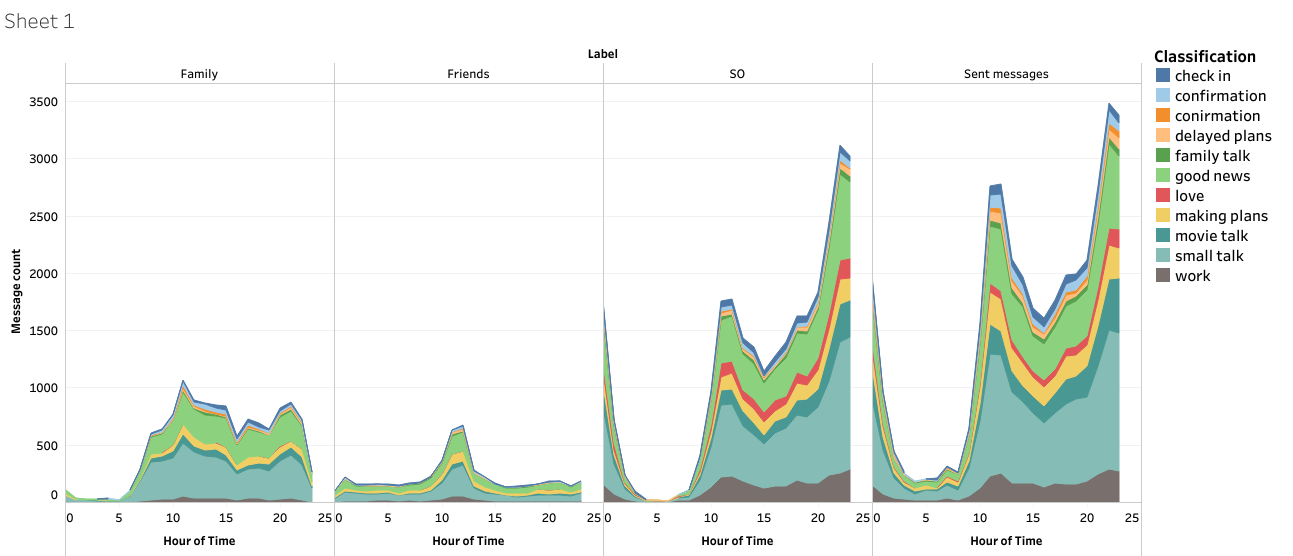 Sheet 1
Label
Family Friends SO Sent messages
Classification
check in
confirmation
conirmation
delayed plans
family talk
good news
love
making plans
movie talk
small talk
work
Message count
3500
3000
2500
2000
1500
1000
500
0
0 5 10 15 20 25 0 5 10 15 20 25 0 5 10 15 20 25 0 5 10 15 20 25
Hour of Time Hour of Time Hour of Time Hour of Time